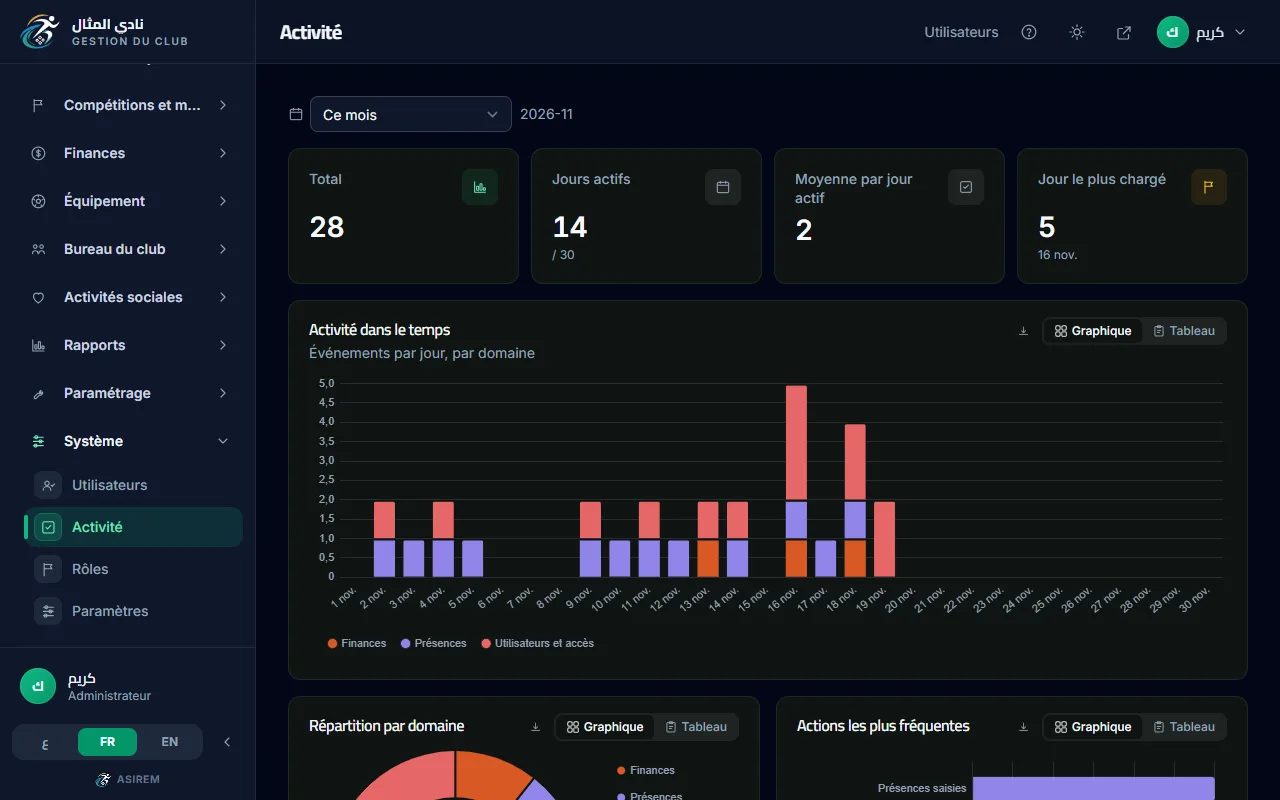 نادي المثال
GESTION DU CLUB
Activité
Utilisateurs
كريم
ك
Compétitions et m...
Finances
Équipement
Bureau du club
Activités sociales
Rapports
Paramétrage
Système
Utilisateurs
Activité
Rôles
Paramètres
ك
كريم
Administrateur
ع
FR
EN
ASIREM
Ce mois
2026-11
Total
28
Jours actifs
14
/ 30
Moyenne par jour
actif
2
Jour le plus chargé
5
16 nov.
Activité dans le temps
Événements par jour, par domaine
Graphique
Tableau
5,0
4,5
4,0
3,5
3,0
2,5
2,0
1,5
1,0
0,5
0
1 nov.
2 nov.
3 nov.
4 nov.
5 nov.
6 nov.
7 nov.
8 nov.
9 nov.
10 nov.
11 nov.
12 nov.
13 nov.
14 nov.
15 nov.
16 nov.
17 nov.
18 nov.
19 nov.
20 nov.
21 nov.
22 nov.
23 nov.
24 nov.
25 nov.
26 nov.
27 nov.
28 nov.
29 nov.
30 nov.
Finances
Présences
Utilisateurs et accès
Répartition par domaine
Graphique
Tableau
Finances
Présences
Actions les plus fréquentes
Graphique
Tableau
Présences saisies